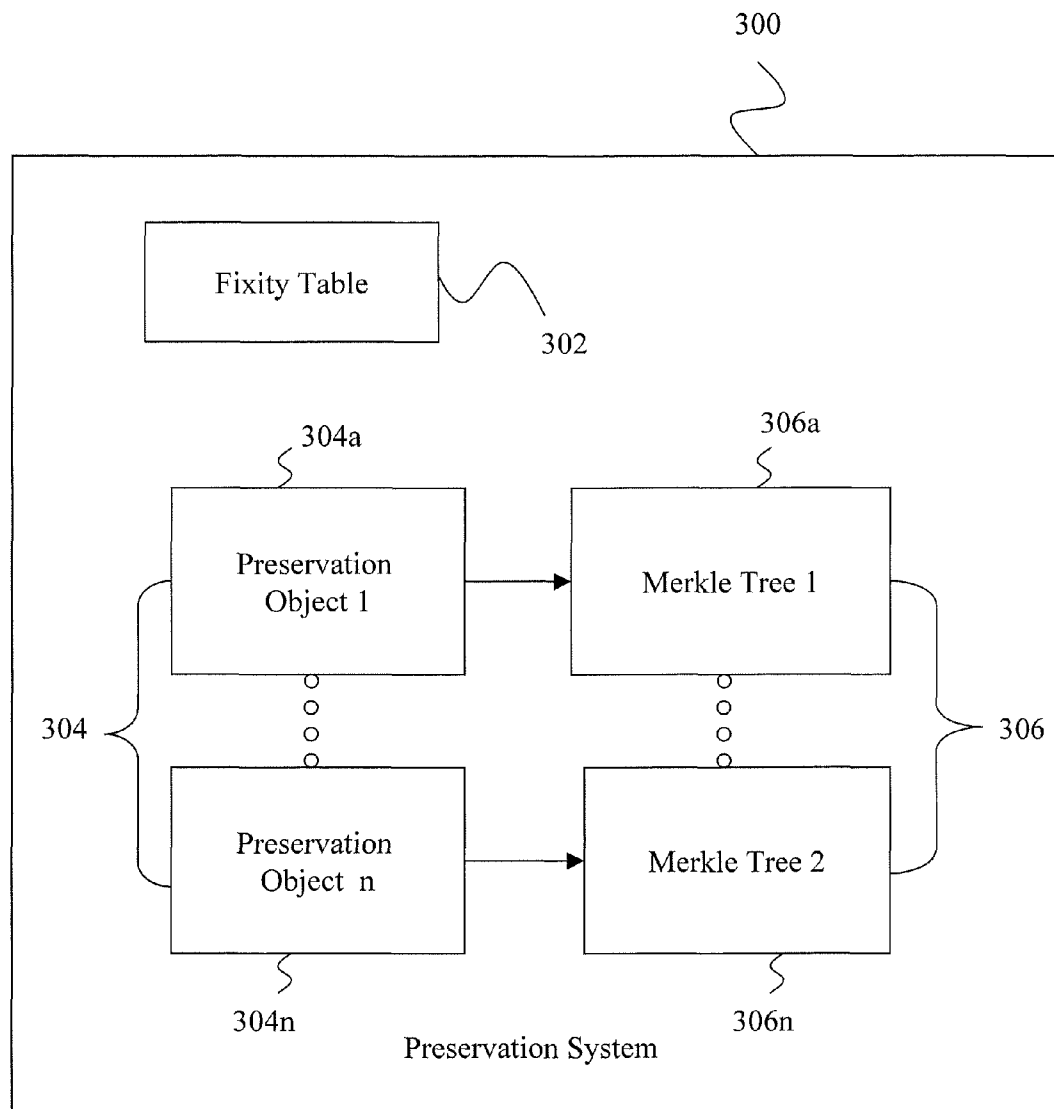 300
Fixity Table
302
304a
306a
Preservation
Object 1
Merkle Tree 1
304
306
Preservation
Object n
Merkle Tree 2
304n
306n
Preservation System